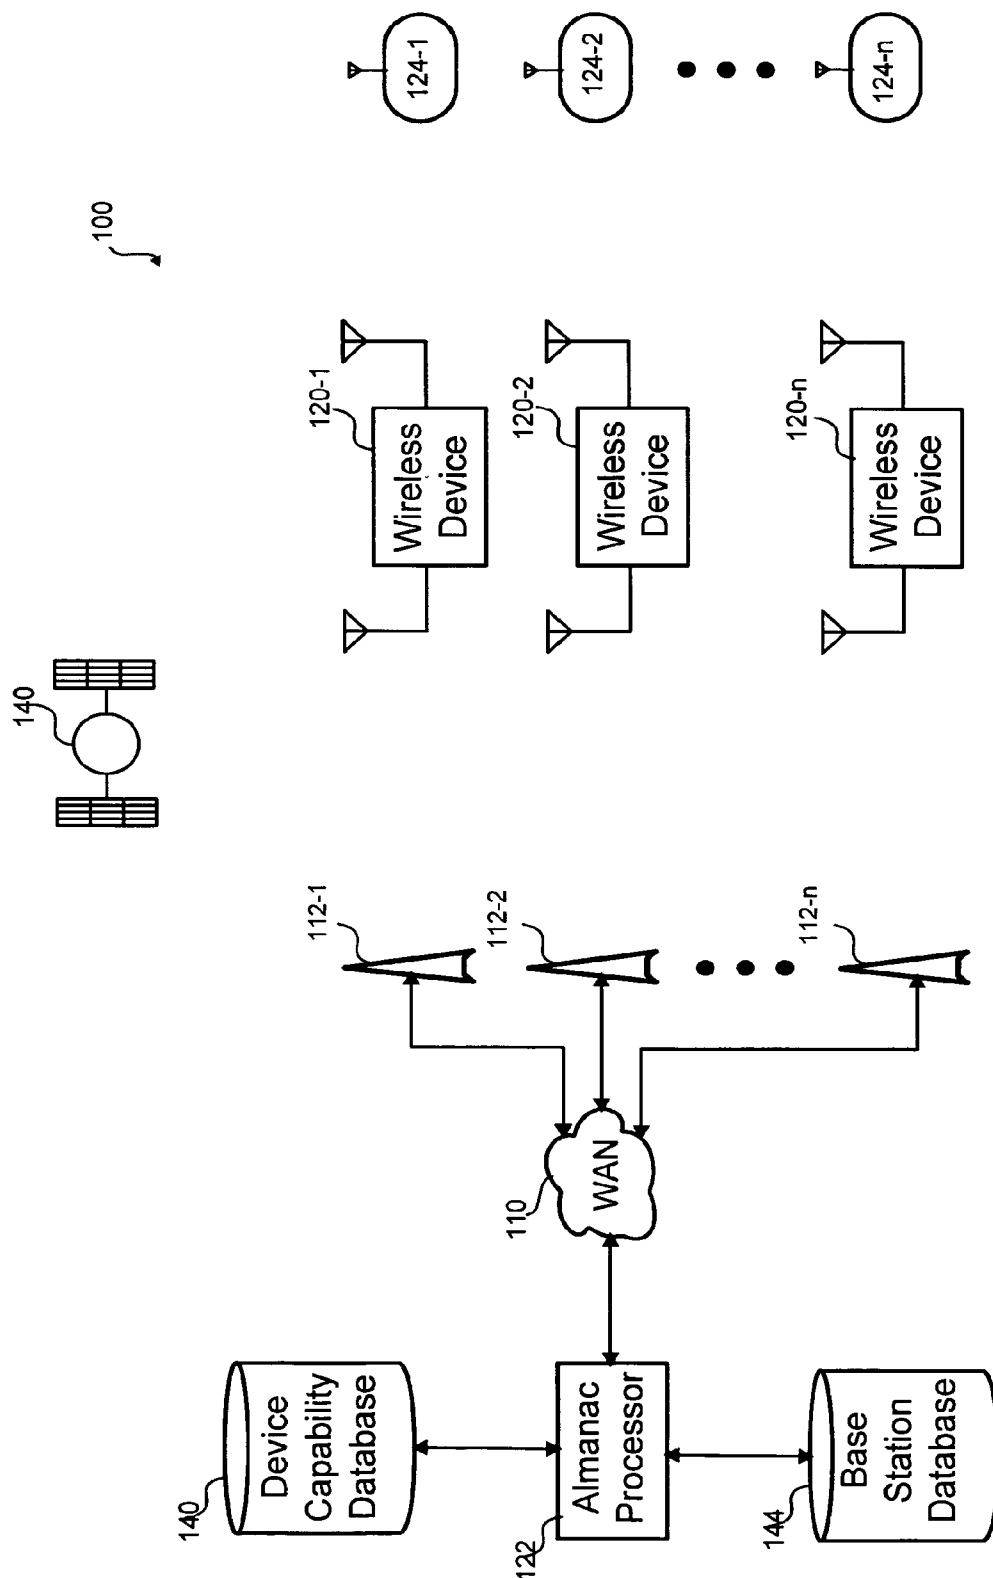 100
140
140
Device
Capability
Database
122
Almanac
Processor
144
Base
Station
Database
110
WAN
112-1
112-2
112-n
120-1
Wireless
Device
120-2
Wireless
Device
120-n
Wireless
Device
124-1
124-2
124-n